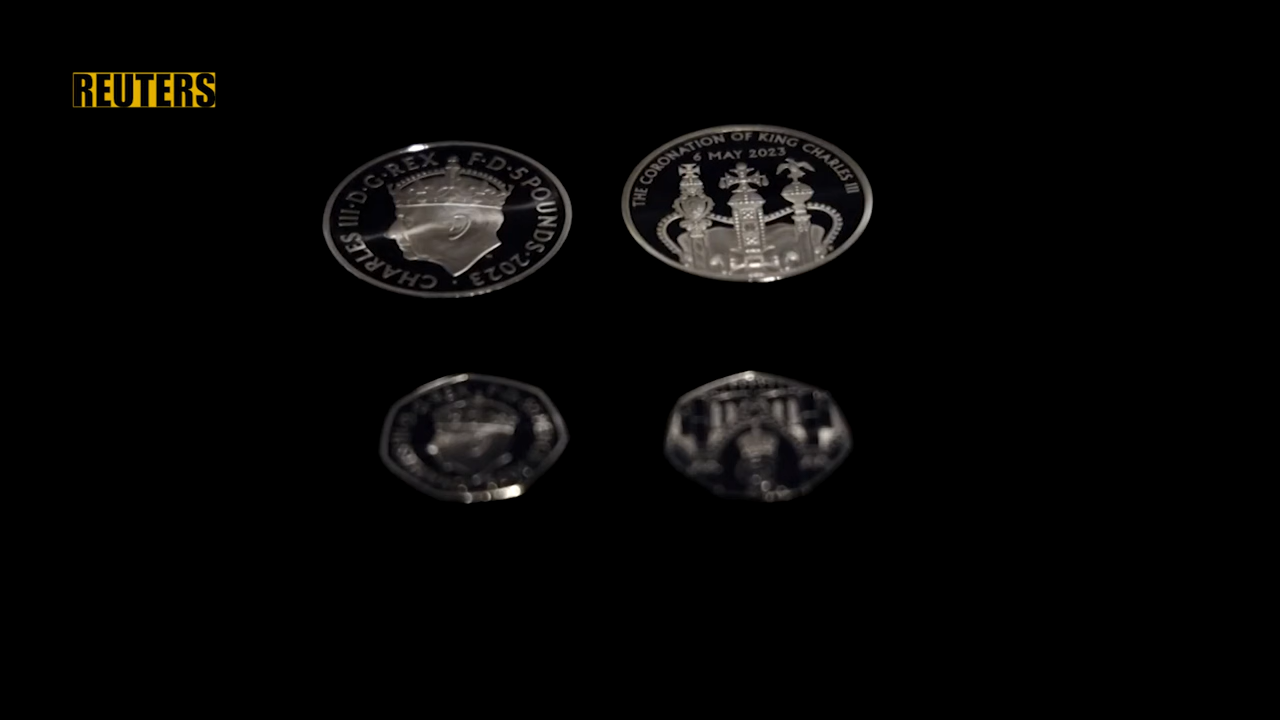 REUTERS
CHARLES III·D·G·REX F·D·5 POUNDS·2023·
THE CORONATION OF KING CHARLES III
6 MAY 2023